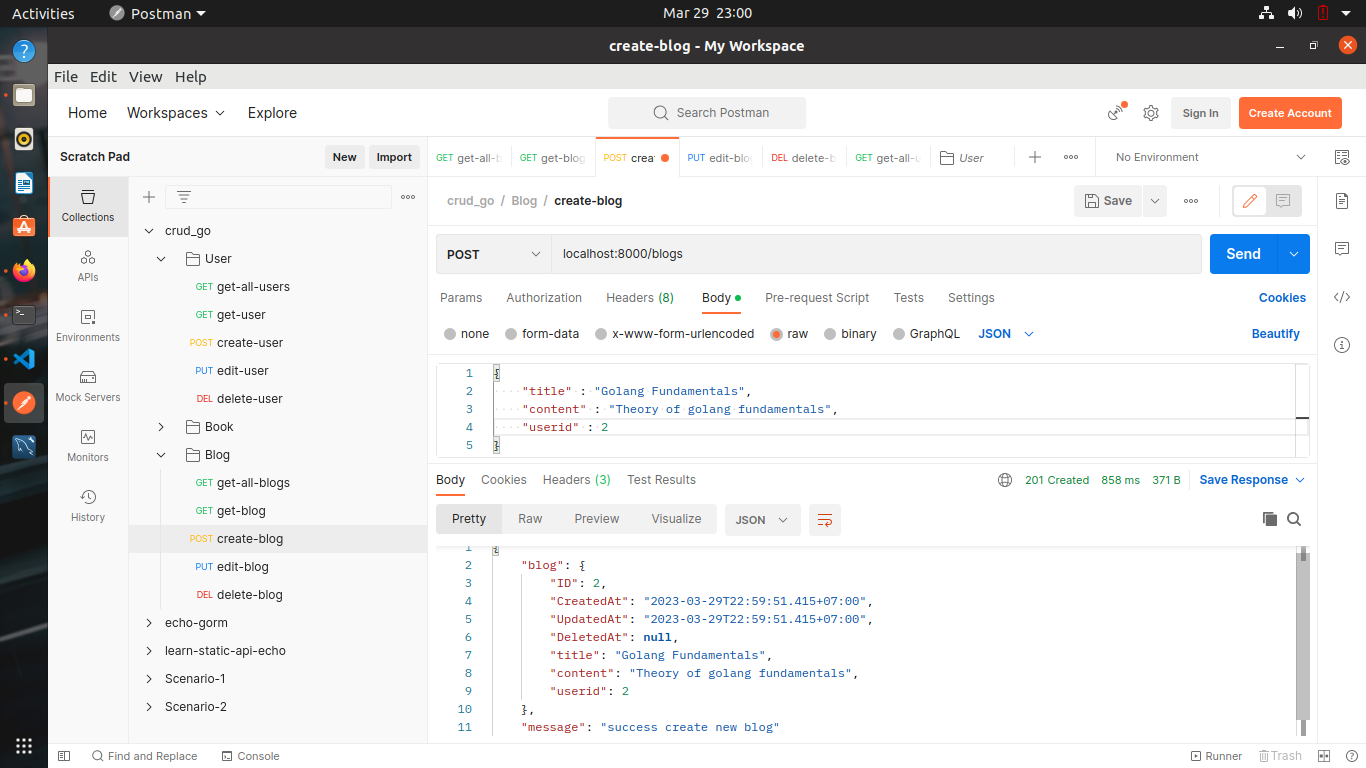 Activities Postman Mar 29 23:00
create-blog - My Workspace
File Edit View Help
Home Workspaces Explore Search Postman Sign In Create Account
Scratch Pad New Import
GET get-all-b GET get-blog POST crea DEL delete-b GET get-all-u User No Environment
PUT edit-blo
crud_go / Blog / create-blog Save
Collections
APIs
Environments
Mock Servers
Monitors
History
crud_go
User
GET get-all-users
GET get-user
POST create-user
PUT edit-user
DEL delete-user
Book
Blog
GET get-all-blogs
GET get-blog
POST create-blog
PUT edit-blog
DEL delete-blog
echo-gorm
learn-static-api-echo
Scenario-1
Scenario-2
POST localhost:8000/blogs Send
Params Authorization Headers (8) Body Pre-request Script Tests Settings Cookies
none form-data x-www-form-urlencoded raw binary GraphQL JSON Beautify
1 {
2 "title" : "Golang Fundamentals",
3 "content" : "Theory of golang fundamentals",
4 "userid" : 2
5 }
Body Cookies Headers (3) Test Results 201 Created 858 ms 371 B Save Response
Pretty Raw Preview Visualize JSON
1 {
2 "blog": {
3 "ID": 2,
4 "CreatedAt": "2023-03-29T22:59:51.415+07:00",
5 "UpdatedAt": "2023-03-29T22:59:51.415+07:00",
6 "DeletedAt": null,
7 "title": "Golang Fundamentals",
8 "content": "Theory of golang fundamentals",
9 "userid": 2
10 },
11 "message": "success create new blog"
Find and Replace Console Runner Trash